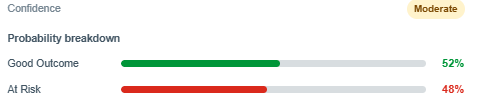 Confidence Moderate
Probability breakdown
Good Outcome 52%
At Risk 48%